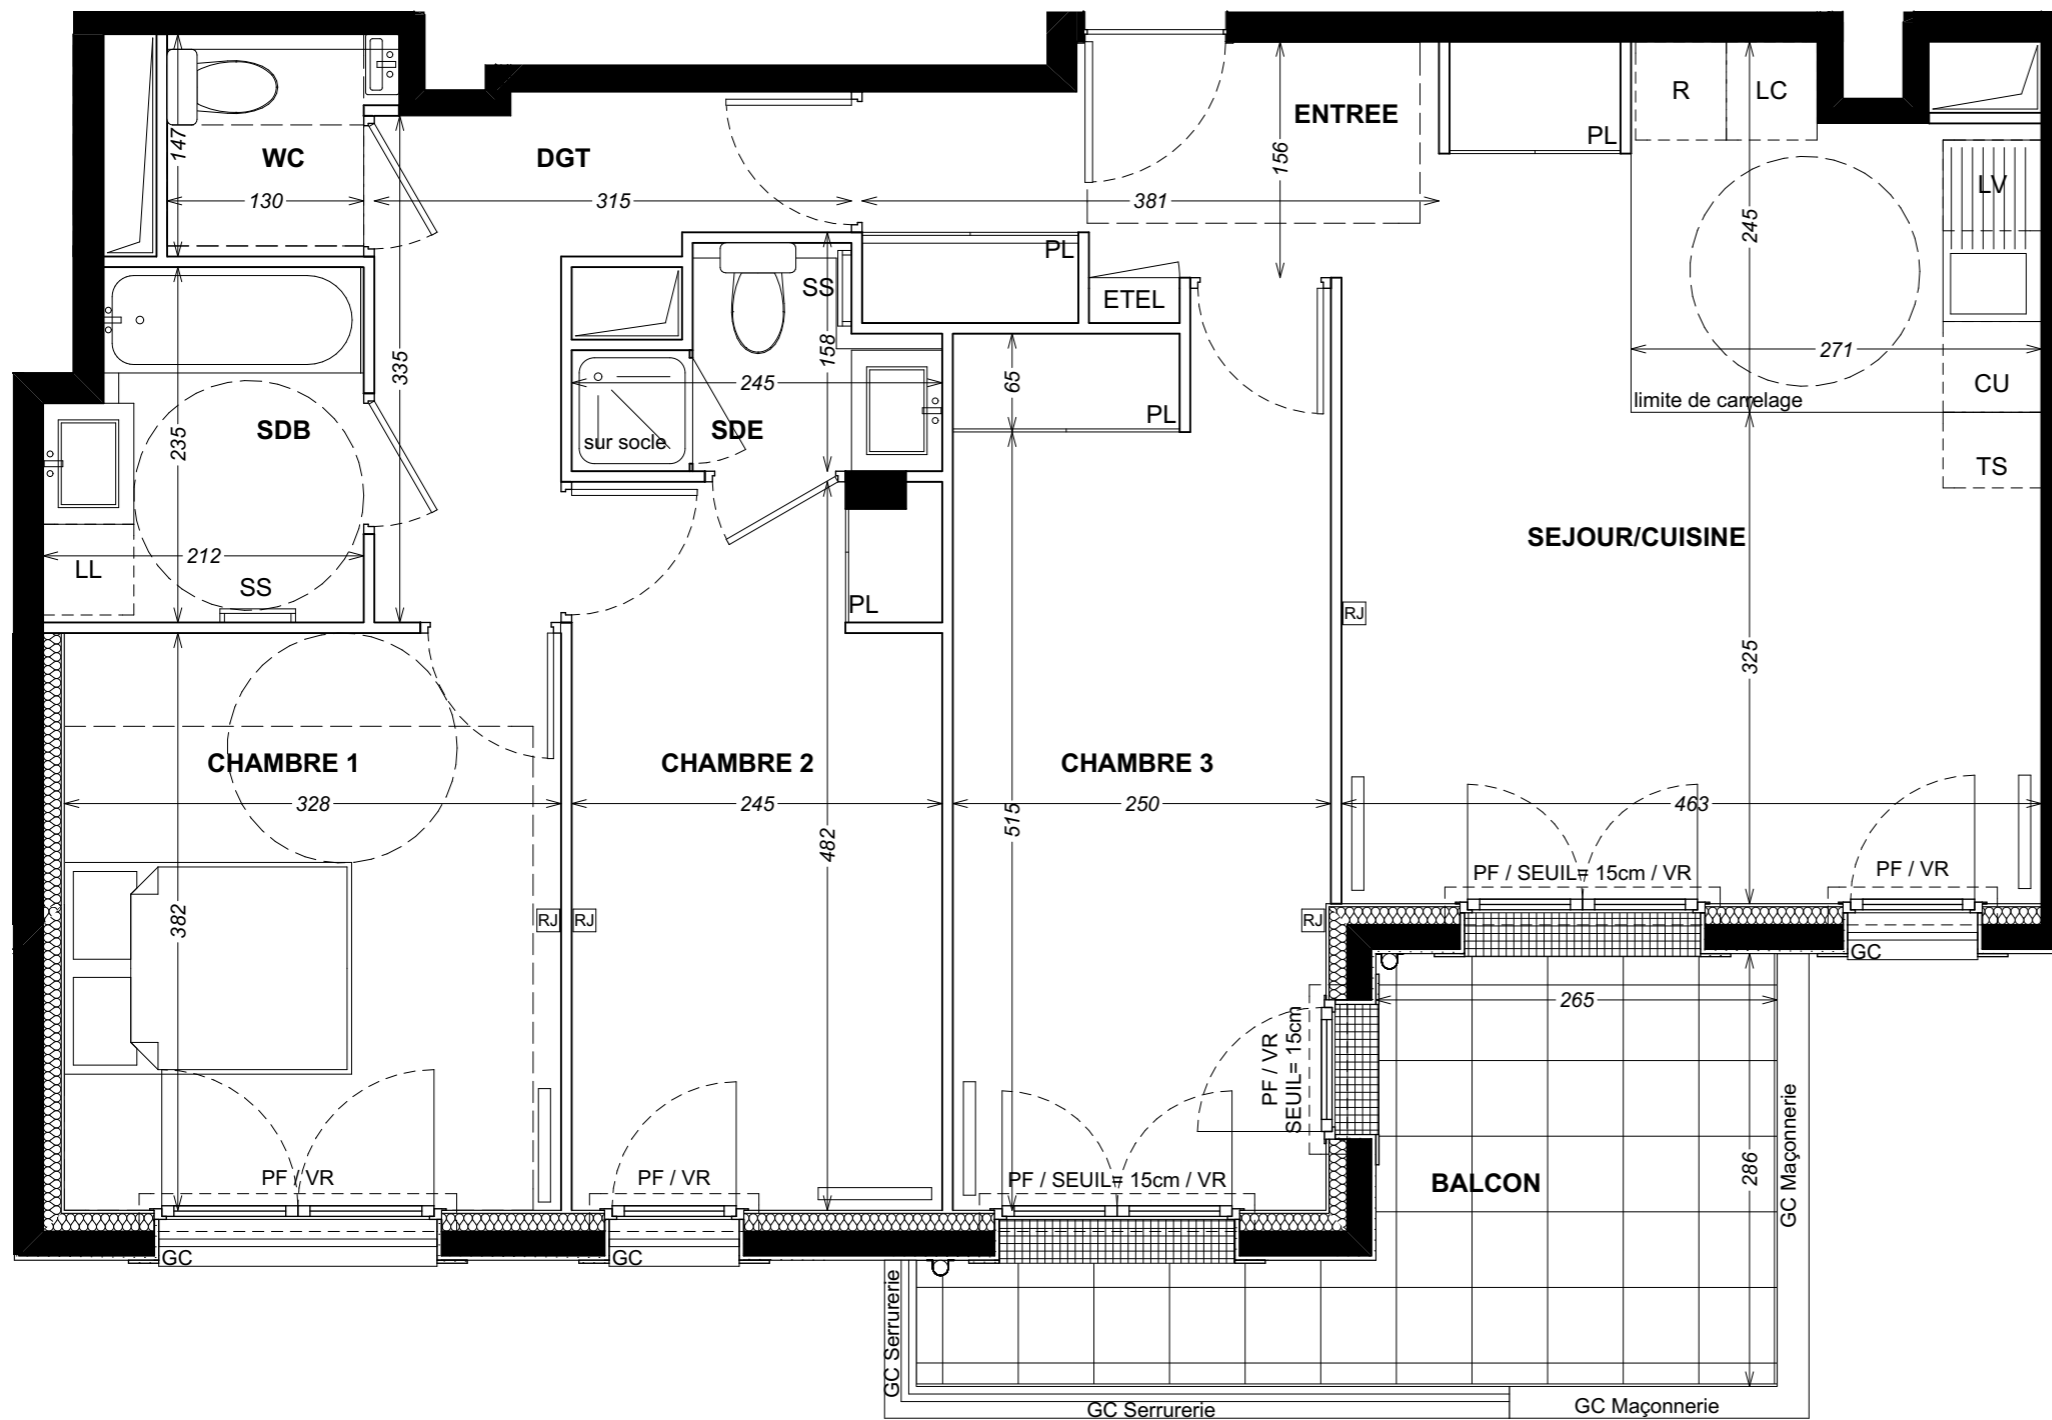 ENTREE
R
LC
PL
WC
DGT
147
156
LV
130
315
381
245
PL
SS
ETEL
158
335
271
245
65
CU
limite de carrelage
PL
SDB
235
sur socle
SDE
TS
SEJOUR/CUISINE
212
LL
SS
PL
RJ
325
CHAMBRE 1
CHAMBRE 2
CHAMBRE 3
328
245
250
463
515
482
PF / SEUIL= 15cm / VR
PF / VR
382
RJ
RJ
RJ
GC
265
PF / VR
SEUIL= 15cm
PF / VR
PF / VR
PF / SEUIL= 15cm / VR
BALCON
286
GC Maçonnerie
GC
GC
GC Serrurerie
GC Serrurerie
GC Maçonnerie